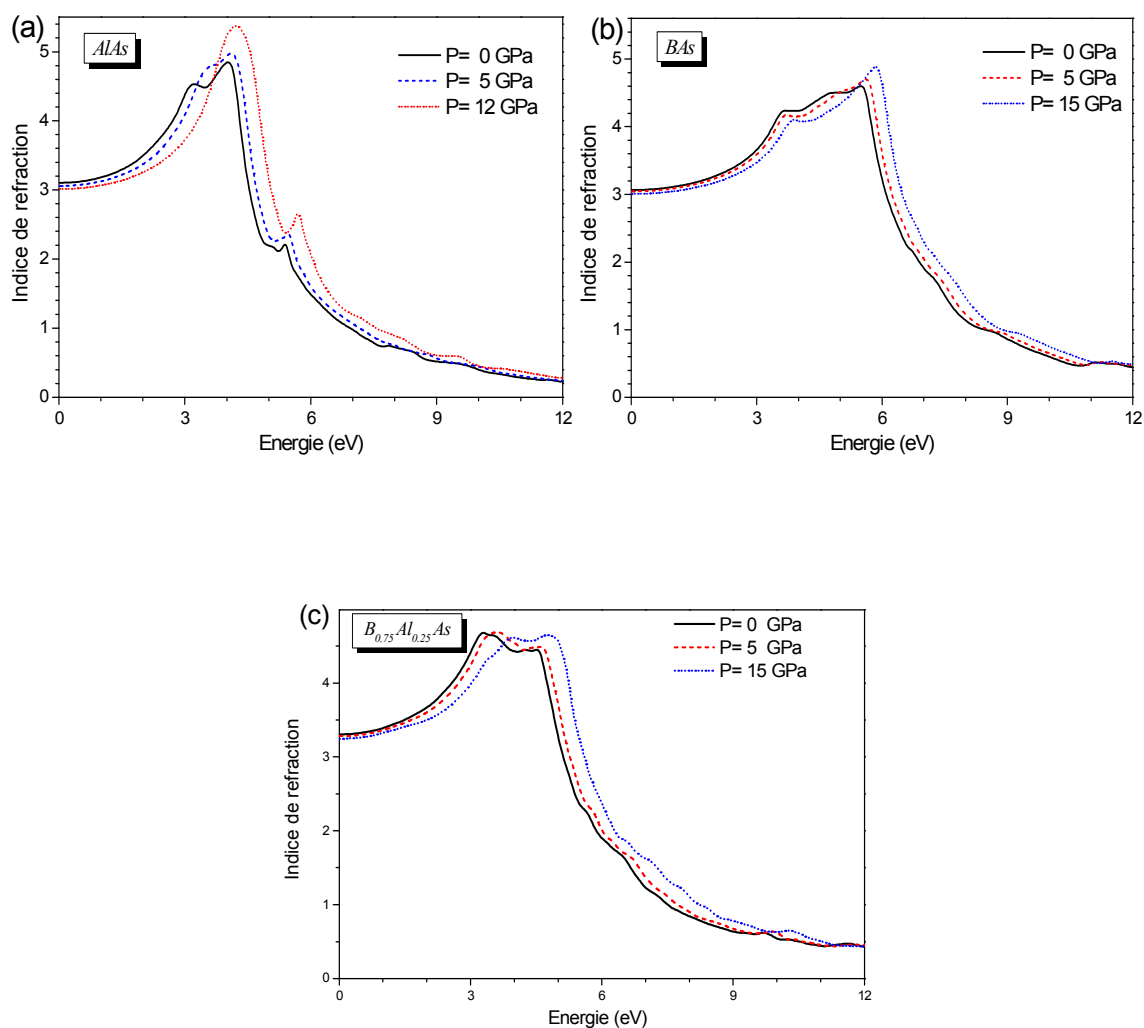 (a)
AlAs
P= 0 GPa
P= 5 GPa
P= 12 GPa
5
4
3
2
1
0
Indice de refraction
0 3 6 9 12
Energie (eV)
(b)
BAs
P= 0 GPa
P= 5 GPa
P= 15 GPa
5
4
3
2
1
0
Indice de refraction
0 3 6 9 12
Energie (eV)
(c)
B0.75Al0.25As
P= 0 GPa
P= 5 GPa
P= 15 GPa
4
3
2
1
0
Indice de refraction
0 3 6 9 12
Energie (eV)